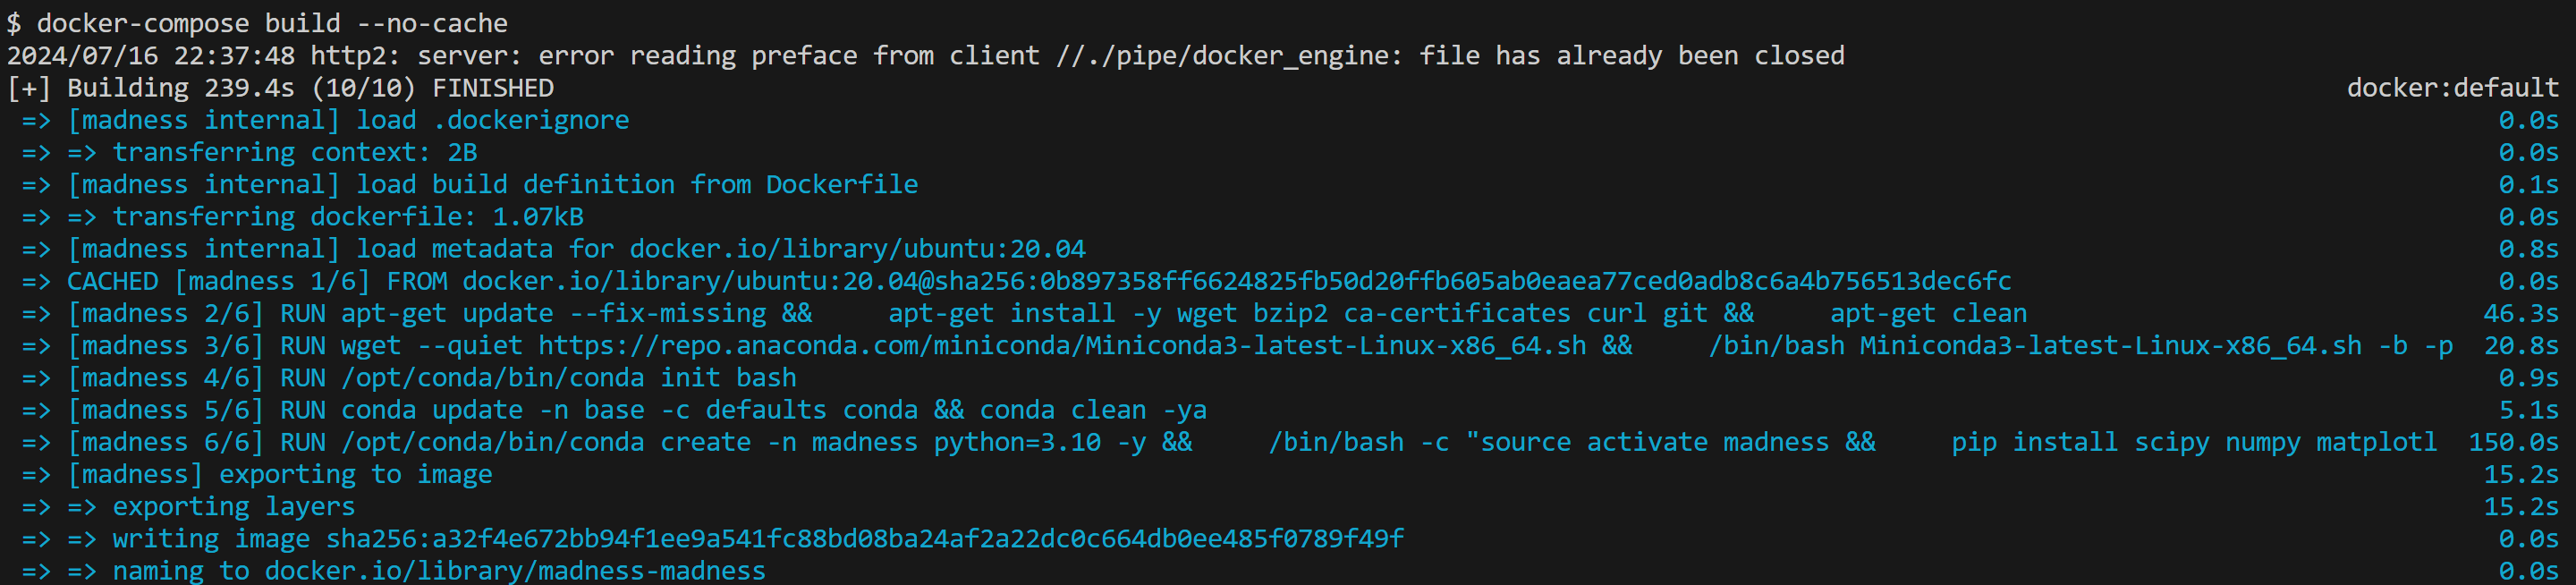 $ docker-compose build --no-cache
2024/07/16 22:37:48 http2: server: error reading preface from client //./pipe/docker_engine: file has already been closed
[+] Building 239.4s (10/10) FINISHED docker:default
=> [madness internal] load .dockerignore 0.0s
=> => transferring context: 2B 0.0s
=> [madness internal] load build definition from Dockerfile 0.1s
=> => transferring dockerfile: 1.07kB 0.0s
=> [madness internal] load metadata for docker.io/library/ubuntu:20.04 0.8s
=> CACHED [madness 1/6] FROM docker.io/library/ubuntu:20.04@sha256:0b897358ff6624825fb50d20ffb605ab0eaea77ced0adb8c6a4b756513dec6fc 0.0s
=> [madness 2/6] RUN apt-get update --fix-missing &&     apt-get install -y wget bzip2 ca-certificates curl git &&     apt-get clean 46.3s
=> [madness 3/6] RUN wget --quiet https://repo.anaconda.com/miniconda/Miniconda3-latest-Linux-x86_64.sh &&     /bin/bash Miniconda3-latest-Linux-x86_64.sh -b -p 20.8s
=> [madness 4/6] RUN /opt/conda/bin/conda init bash 0.9s
=> [madness 5/6] RUN conda update -n base -c defaults conda && conda clean -ya 5.1s
=> [madness 6/6] RUN /opt/conda/bin/conda create -n madness python=3.10 -y &&     /bin/bash -c "source activate madness &&     pip install scipy numpy matplotl 150.0s
=> [madness] exporting to image 15.2s
=> => exporting layers 15.2s
=> => writing image sha256:a32f4e672bb94f1ee9a541fc88bd08ba24af2a22dc0c664db0ee485f0789f49f 0.0s
=> => naming to docker.io/library/madness-madness 0.0s